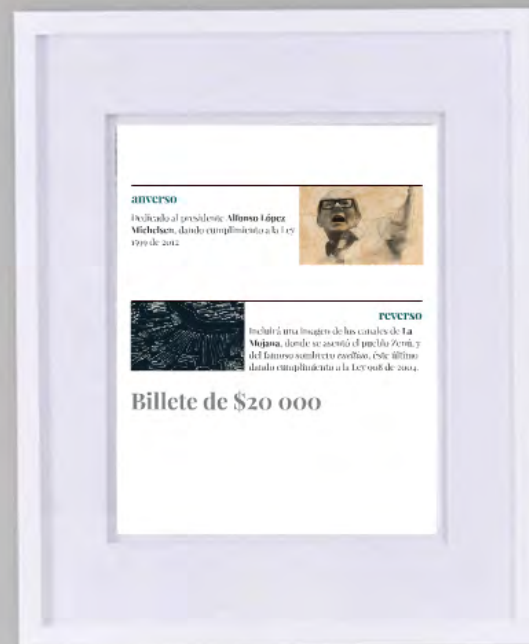 anverso
Dedicado al presidente Alfonso López
Michelsen, dando cumplimiento a la Ley
1599 de 2012
reverso
Incluirá una imagen de los canales de La
Mojana, donde se asentó el pueblo Zenú, y
del famoso sombrero vueltiao, éste último
dando cumplimiento a la Ley 908 de 2004.
Billete de $20 000